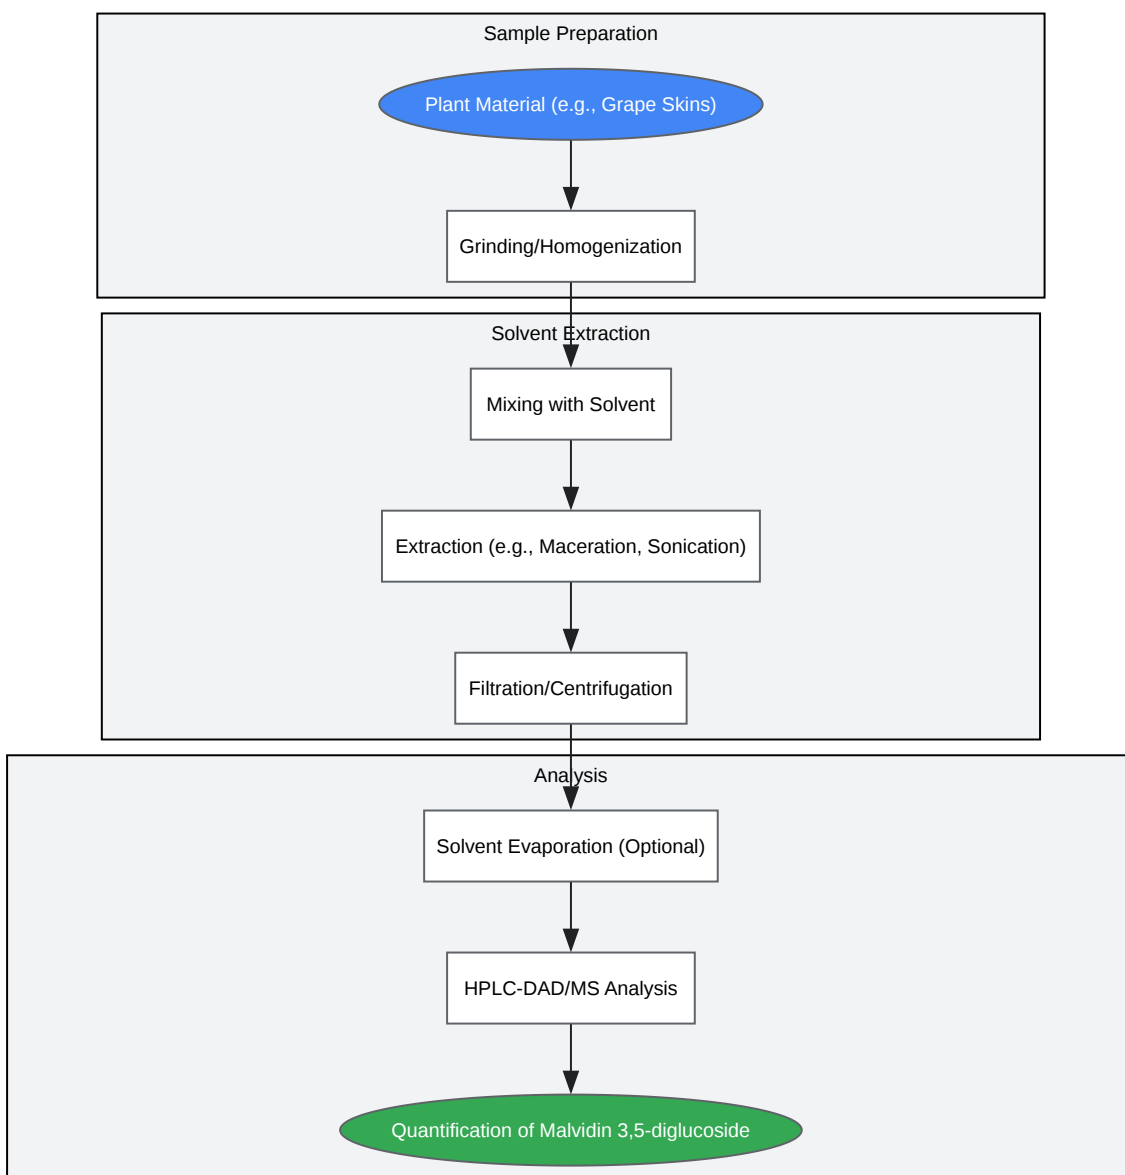 Sample Preparation
Plant Material (e.g., Grape Skins)
Grinding/Homogenization
Solvent Extraction
Mixing with Solvent
Extraction (e.g., Maceration, Sonication)
Filtration/Centrifugation
Analysis
Solvent Evaporation (Optional)
HPLC-DAD/MS Analysis
Quantification of Malvidin 3,5-diglucoside